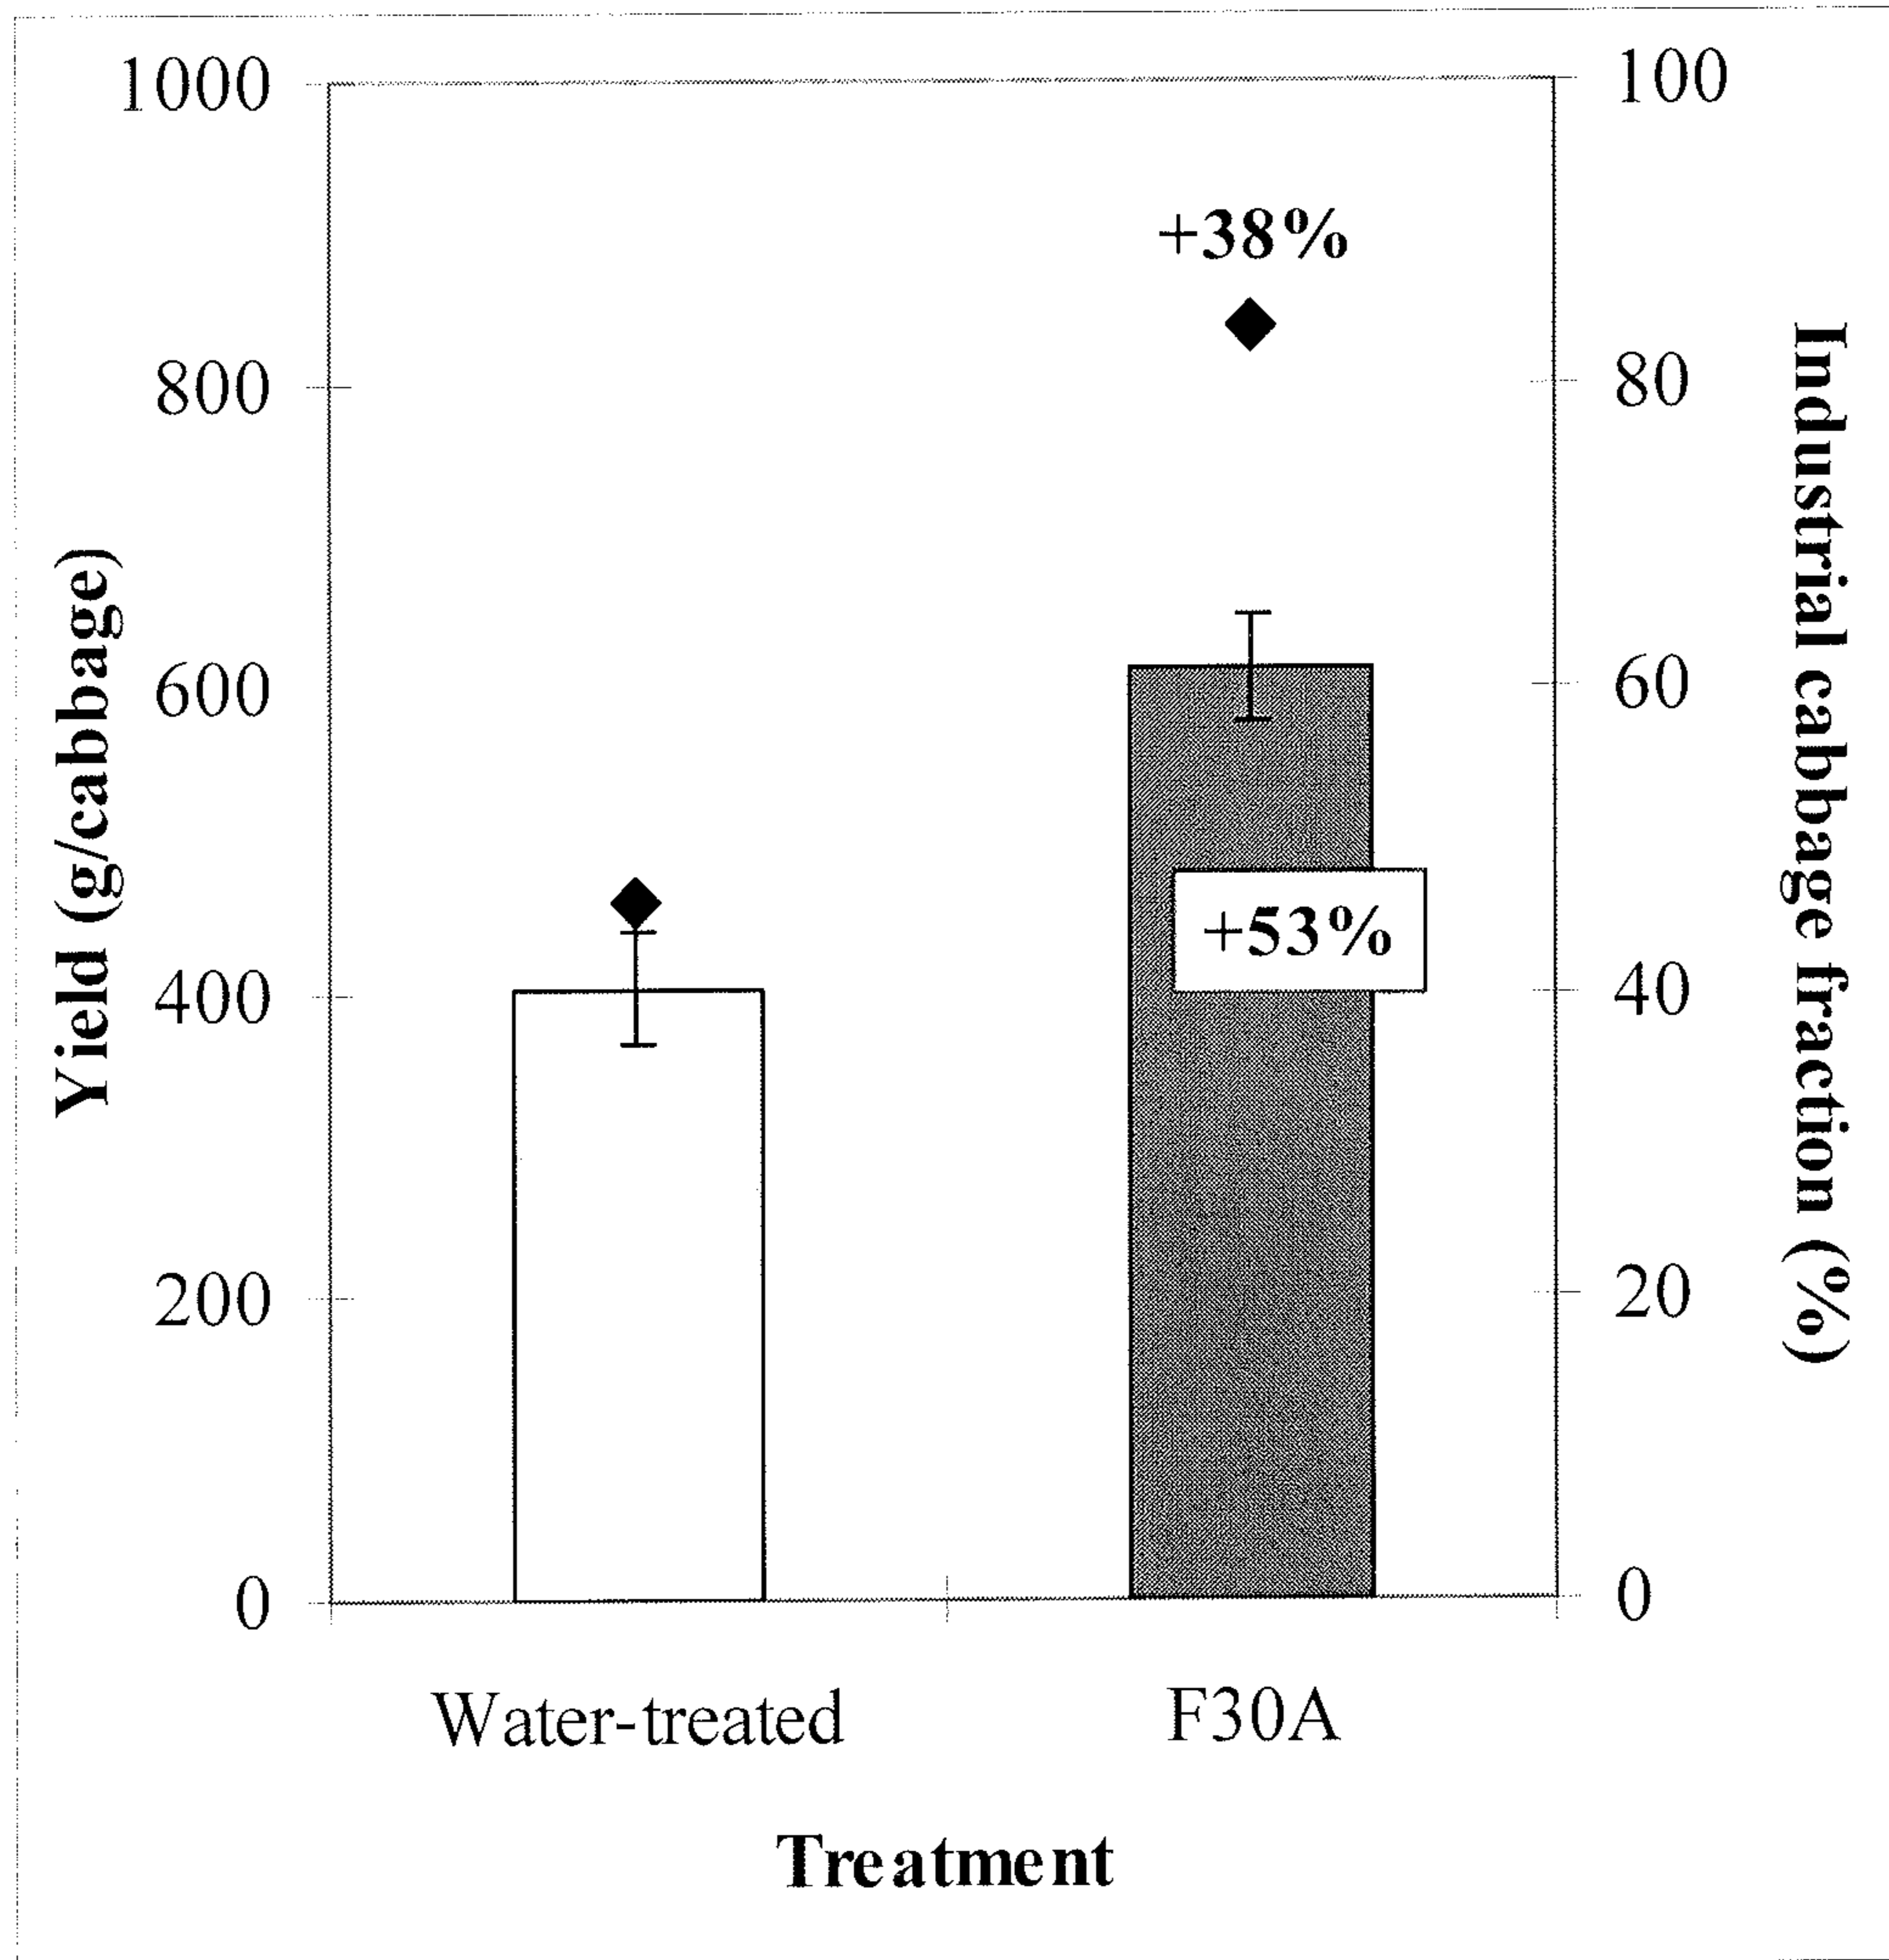 1000
800
600
400
200
0
Yield (g/cabbage)
+38%
+53%
100
80
60
40
20
0
Industrial cabbage fraction (%)
Water-treated
F30A
Treatment